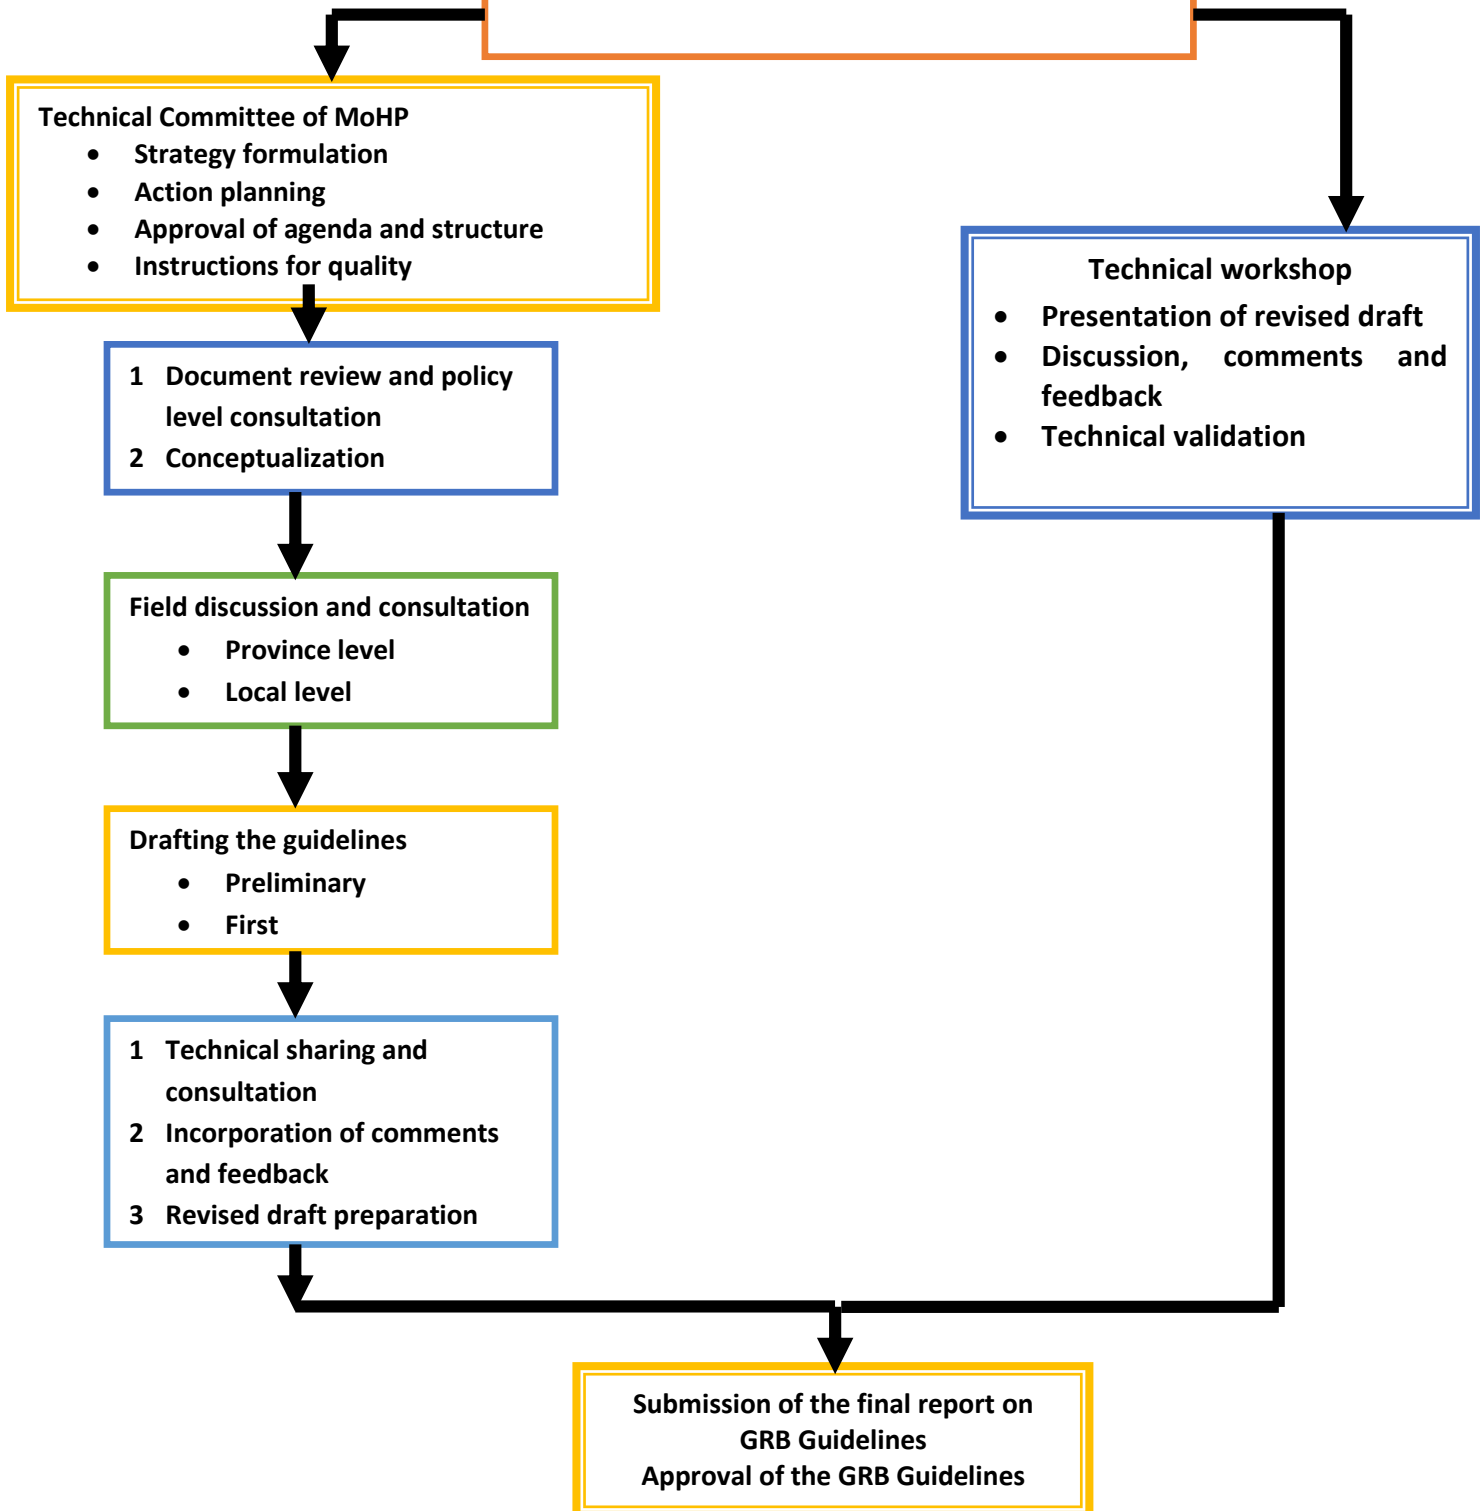 Technical Committee of MoHP
• Strategy formulation
• Action planning
• Approval of agenda and structure
• Instructions for quality
Technical workshop
• Presentation of revised draft
• Discussion, comments and
feedback
• Technical validation
1 Document review and policy
level consultation
2 Conceptualization
Field discussion and consultation
• Province level
• Local level
Drafting the guidelines
• Preliminary
• First
1 Technical sharing and
consultation
2 Incorporation of comments
and feedback
3 Revised draft preparation
Submission of the final report on
GRB Guidelines
Approval of the GRB Guidelines